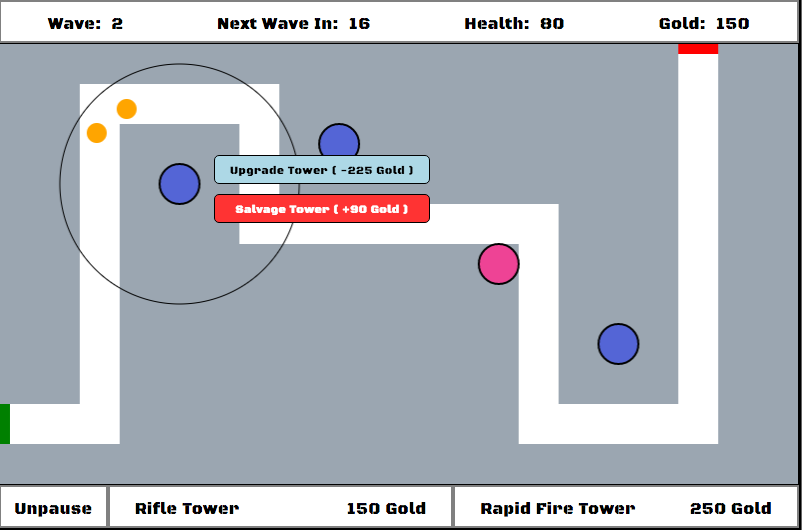 Wave: 2 Next Wave In: 16 Health: 80 Gold: 150
Upgrade Tower ( -225 Gold )
Salvage Tower ( +90 Gold )
Unpause Rifle Tower 150 Gold Rapid Fire Tower 250 Gold